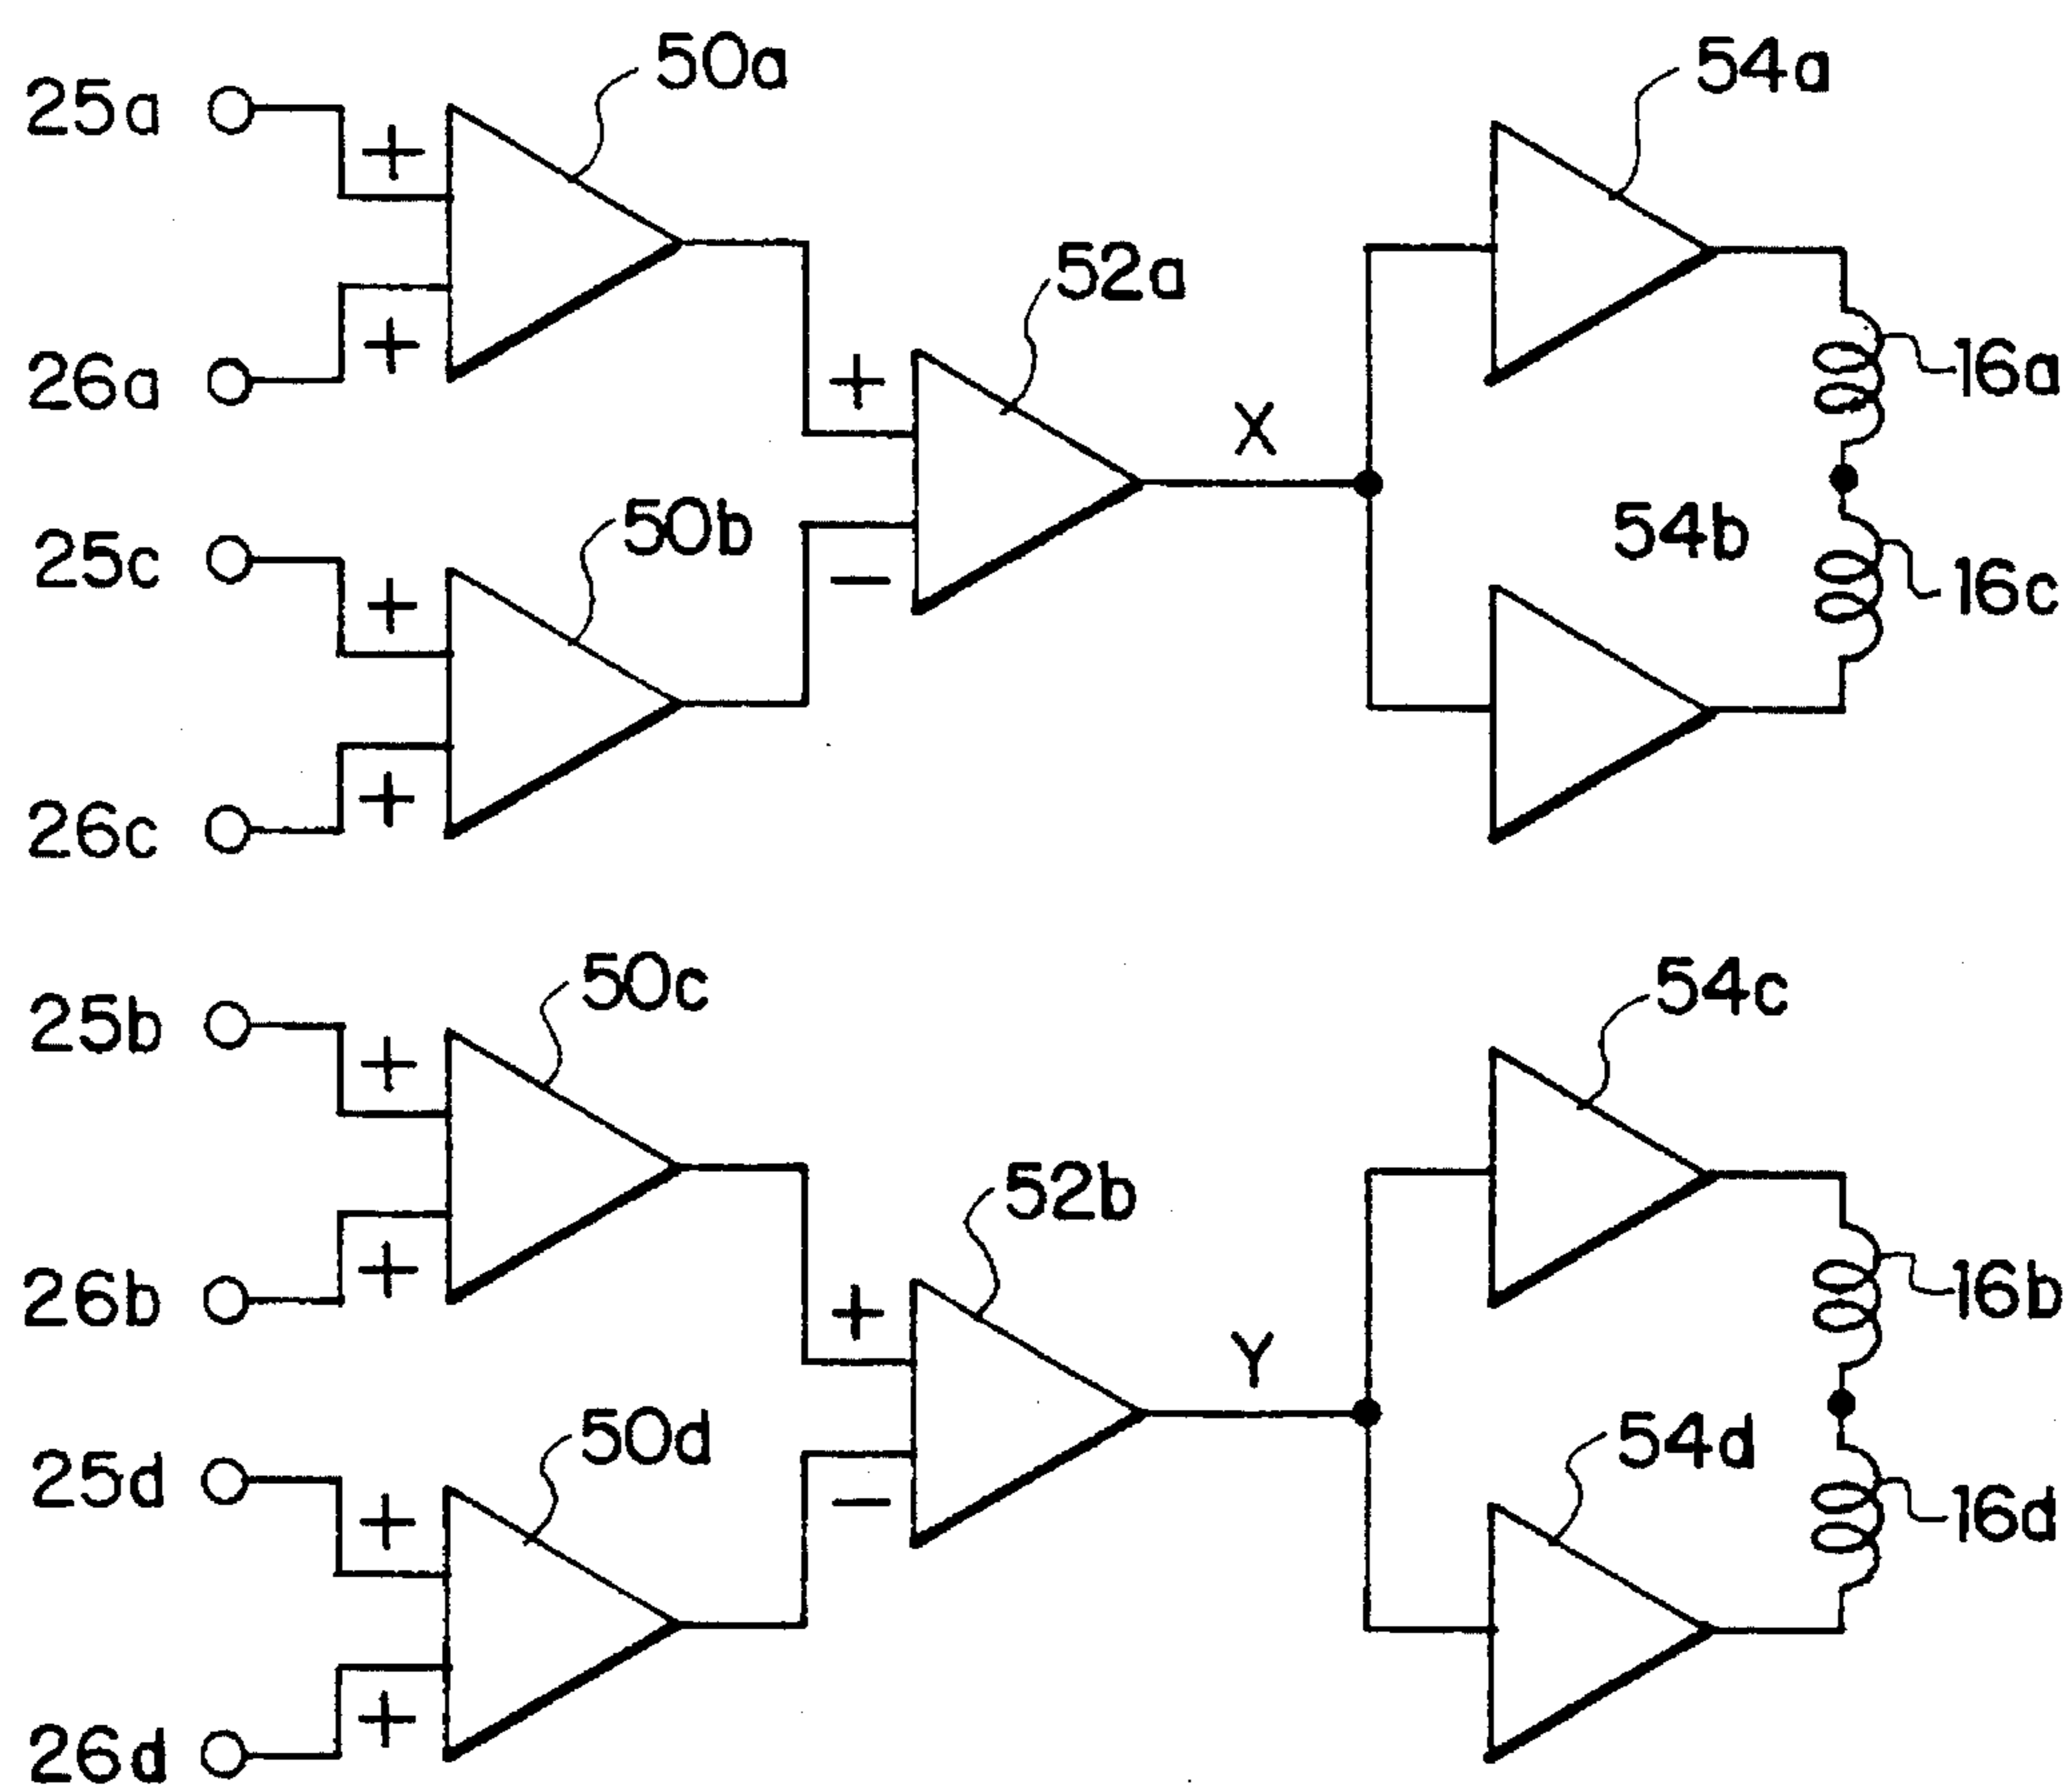 50a
54a
25a
+
52a
+
26a
+
16a
X
50b
54b
25c
+
−
16c
+
26c
50c
54c
25b
+
52b
26b
+
+
16b
Y
50d
54d
25d
+
−
16d
+
26d